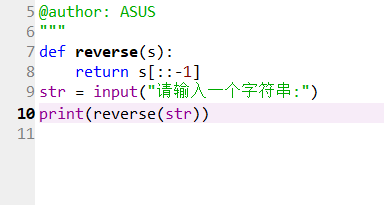 5 @author: ASUS
6 """
7 def reverse(s):
8     return s[::-1]
9 str = input("请输入一个字符串:")
10 print(reverse(str))
11